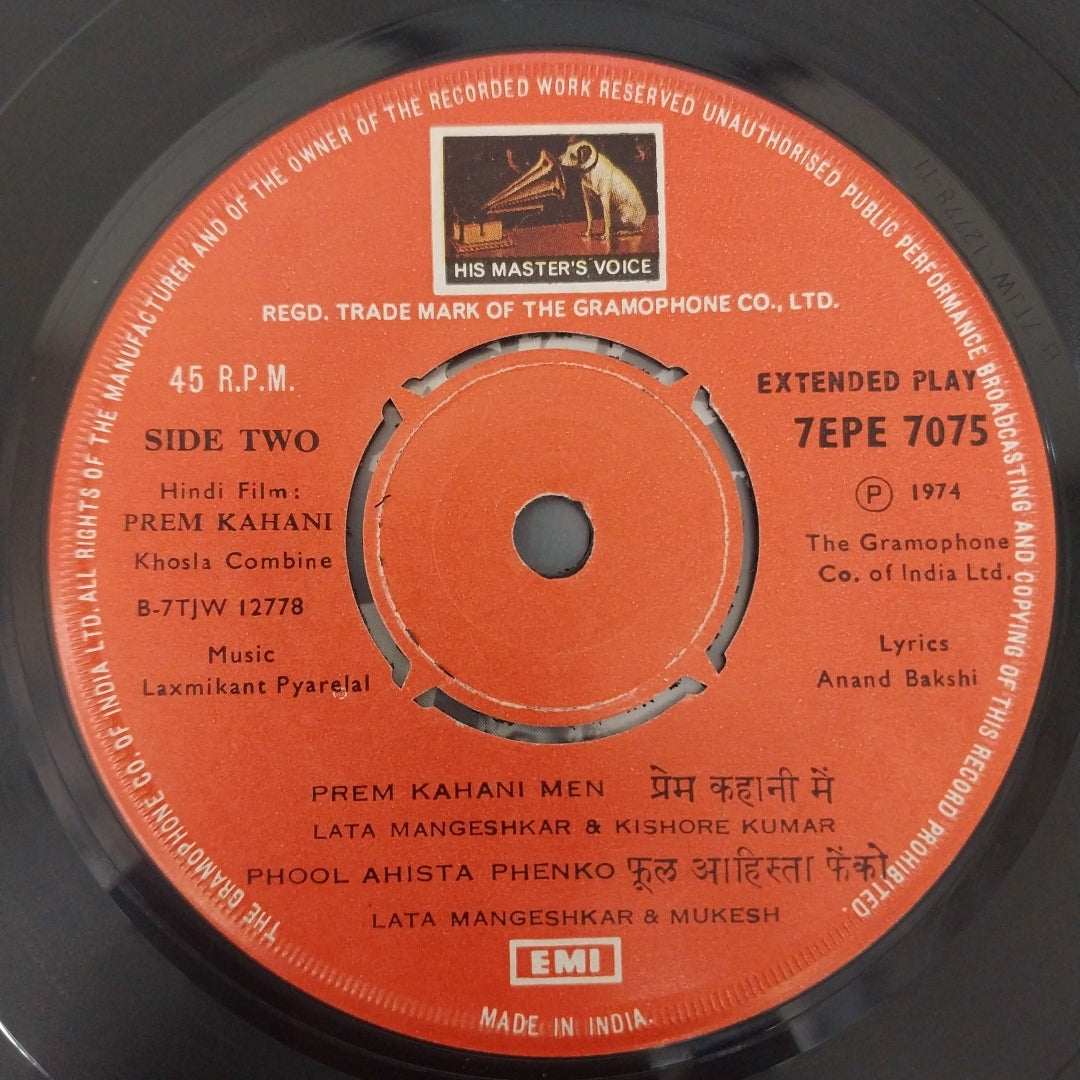 THE GRAMOPHONE CO. OF INDIA LTD. ALL RIGHTS OF THE MANUFACTURER AND OF THE OWNER OF THE RECORDED WORK RESERVED UNAUTHORISED PUBLIC PERFORMANCE BROADCASTING AND COPYING OF THIS RECORD PROHIBITED.
HIS MASTER'S VOICE
REGD. TRADE MARK OF THE GRAMOPHONE CO., LTD.
45 R.P.M.
SIDE TWO
Hindi Film:
PREM KAHANI
Khosla Combine
B-7TJW 12778
Music
Laxmikant Pyarelal
EXTENDED PLAY
7EPE 7075
Ⓟ 1974
The Gramophone
Co. of India Ltd.
Lyrics
Anand Bakshi
PREM KAHANI MEN प्रेम कहानी में
LATA MANGESHKAR & KISHORE KUMAR
PHOOL AHISTA PHENKO फूल आहिस्ता फेंको
LATA MANGESHKAR & MUKESH
EMI
MADE IN INDIA.
B 7TJW 12778